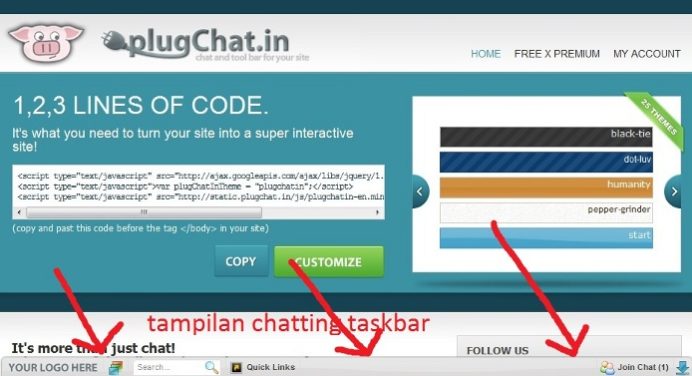 plugChat.in
chat and tool bar for your site
HOME FREE X PREMIUM MY ACCOUNT
1,2,3 LINES OF CODE.
It's what you need to turn your site into a super interactive
site!
<script type="text/javascript" src="http://ajax.googleapis.com/ajax/libs/jquery/1.
<script type="text/javascript">var plugChatInTheme = "plugchatin";</script>
<script type="text/javascript" src="http://static.plugchat.in/js/plugchatin-en.min
(copy and past this code before the tag </body> in your site)
COPY CUSTOMIZE
25 THEMES
black-tie
dot-luv
humanity
pepper-grinder
start
tampilan chatting taskbar
It's more than just chat!
FOLLOW US
YOUR LOGO HERE Search... Quick Links Join Chat (1)